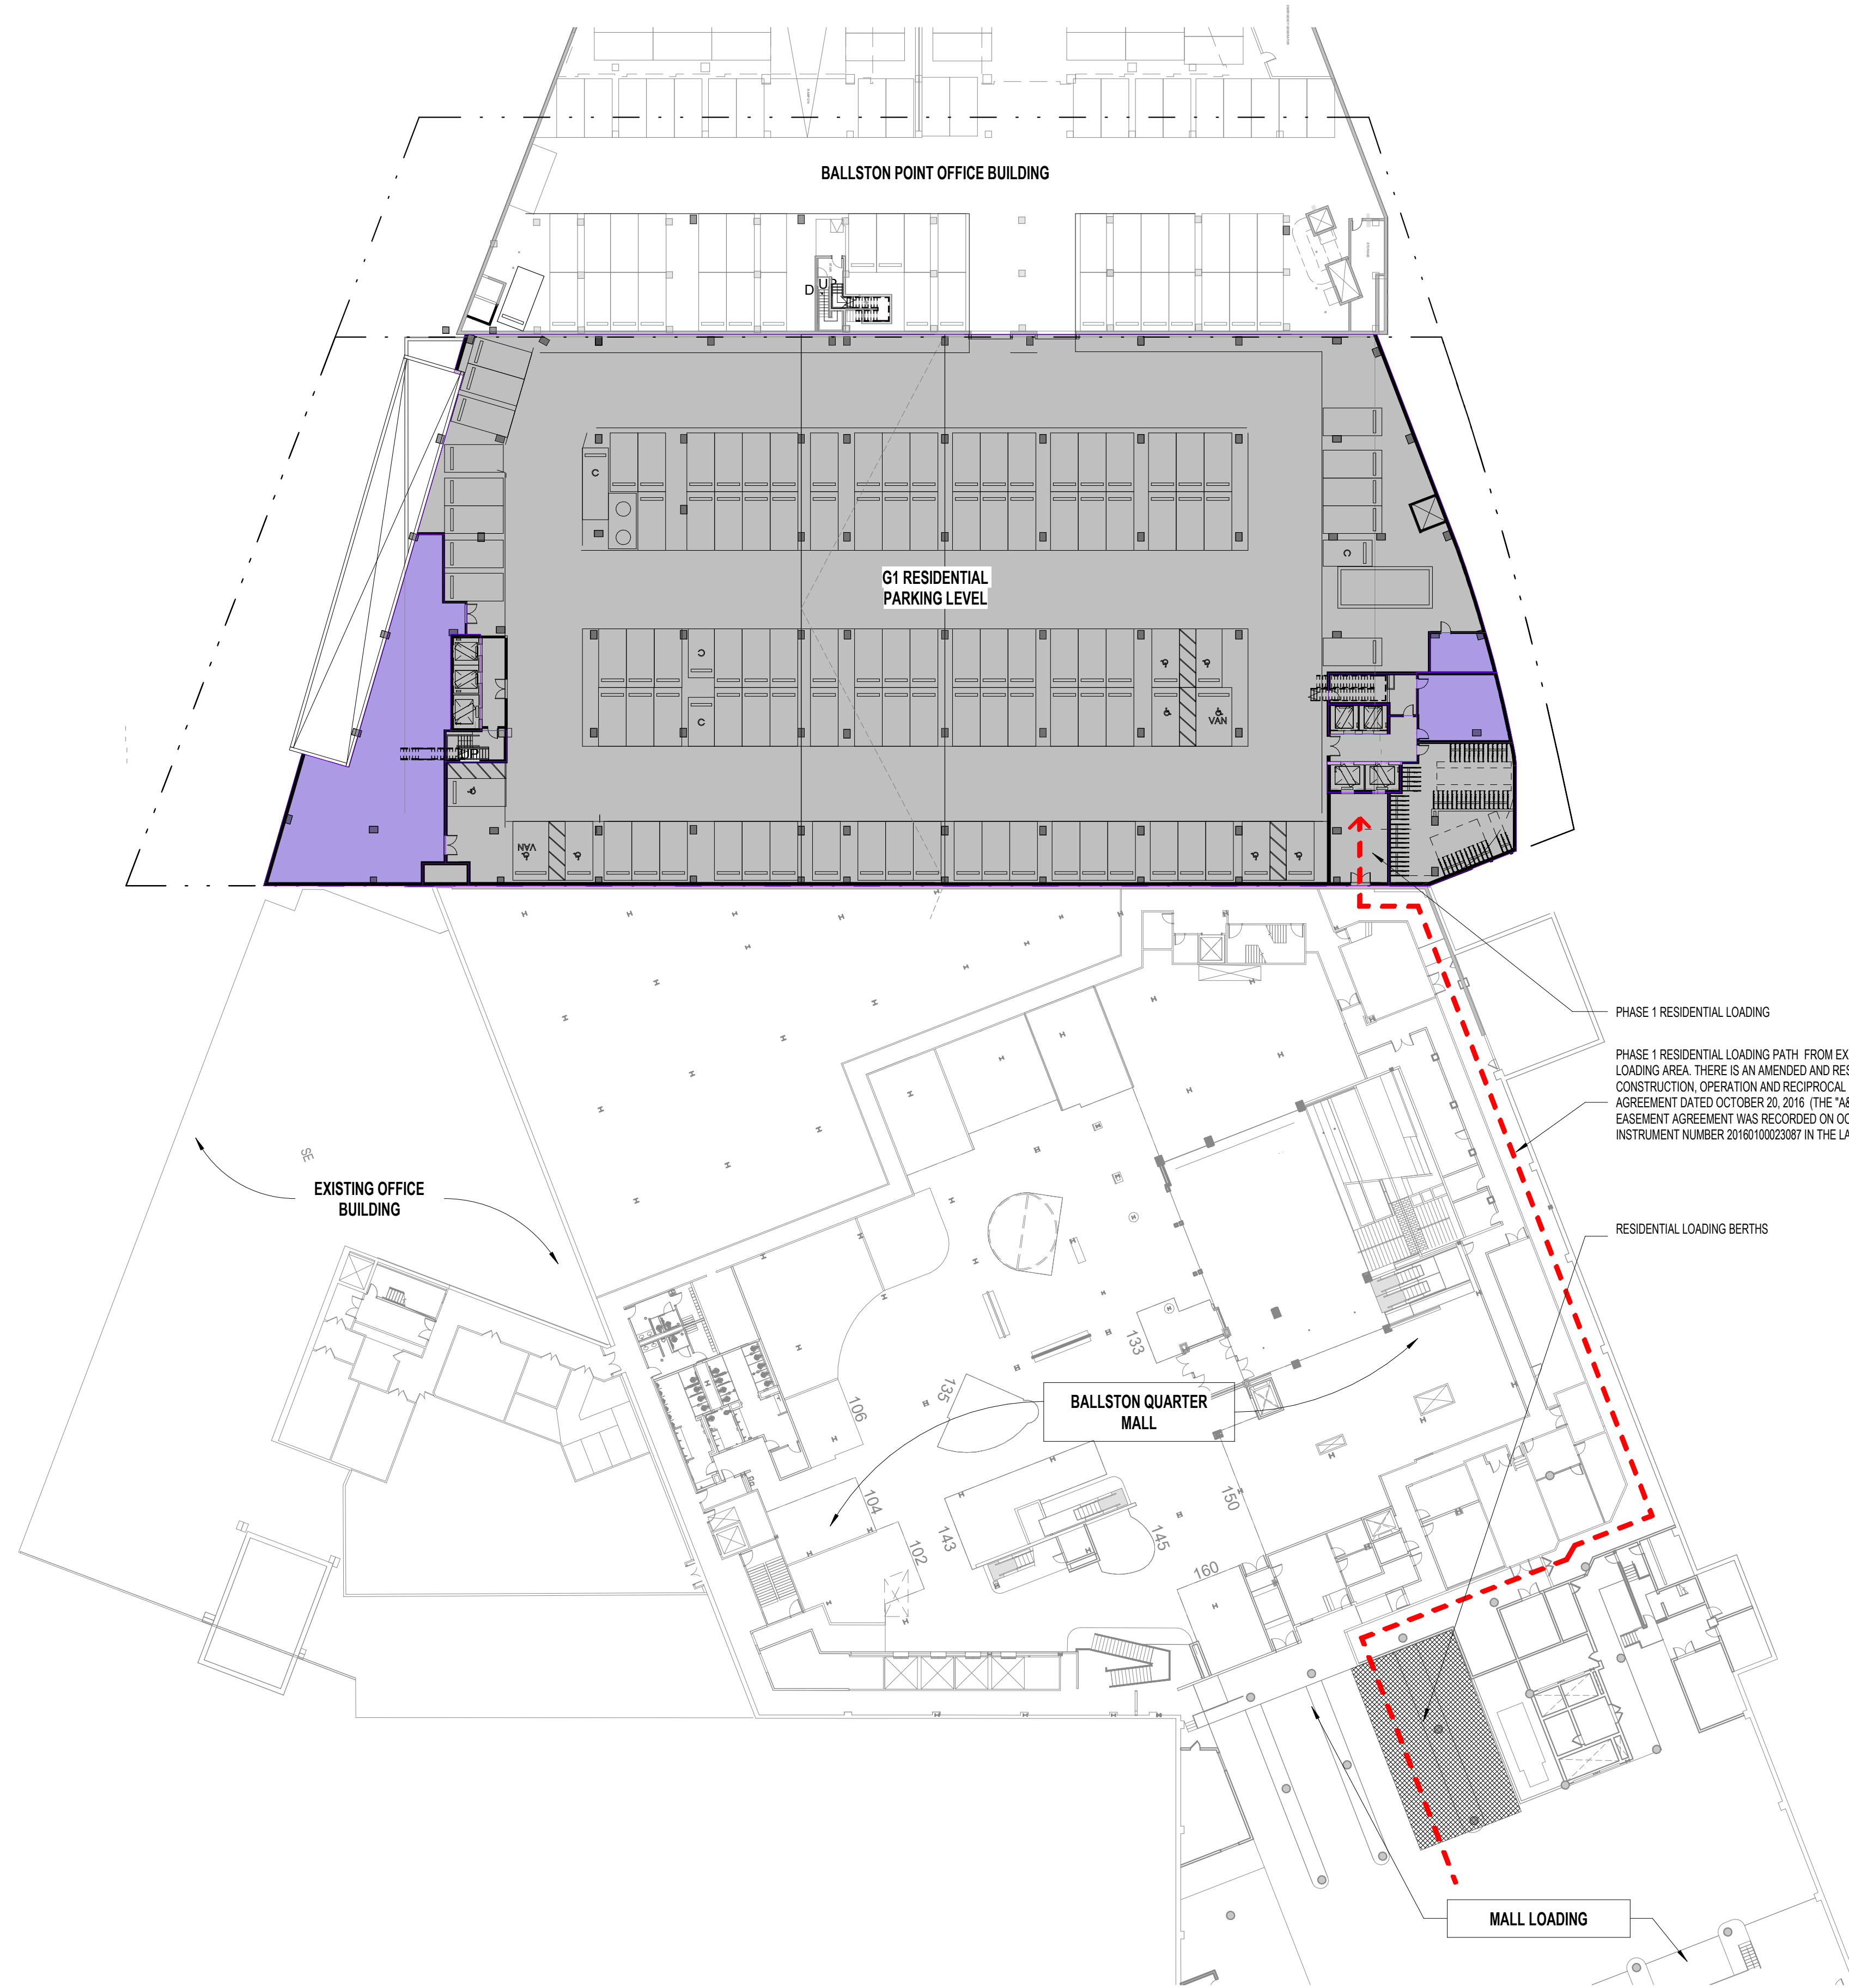 BALLSTON POINT OFFICE BUILDING
D
UP
C
G1 RESIDENTIAL
PARKING LEVEL
C
C
C
VAN
UP
VAN
PHASE 1 RESIDENTIAL LOADING
PHASE 1 RESIDENTIAL LOADING PATH FROM EX
LOADING AREA. THERE IS AN AMENDED AND RES
CONSTRUCTION, OPERATION AND RECIPROCAL
AGREEMENT DATED OCTOBER 20, 2016 (THE "A&
EASEMENT AGREEMENT WAS RECORDED ON OC
INSTRUMENT NUMBER 20160100023087 IN THE LA
SE
EXISTING OFFICE
BUILDING
RESIDENTIAL LOADING BERTHS
133
135
106
BALLSTON QUARTER
MALL
104
143
102
150
145
160
MALL LOADING